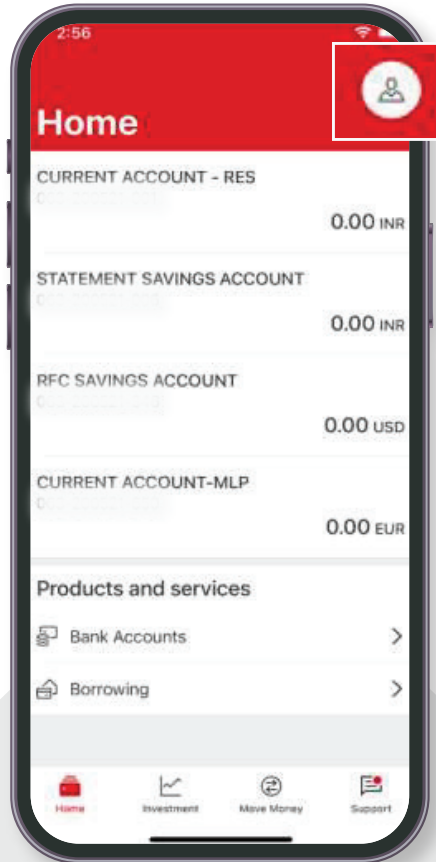 2:56
Home
CURRENT ACCOUNT - RES
0.00 INR
STATEMENT SAVINGS ACCOUNT
0.00 INR
RFC SAVINGS ACCOUNT
0.00 USD
CURRENT ACCOUNT-MLP
0.00 EUR
Products and services
Bank Accounts
Borrowing
Home Investment Move Money Support